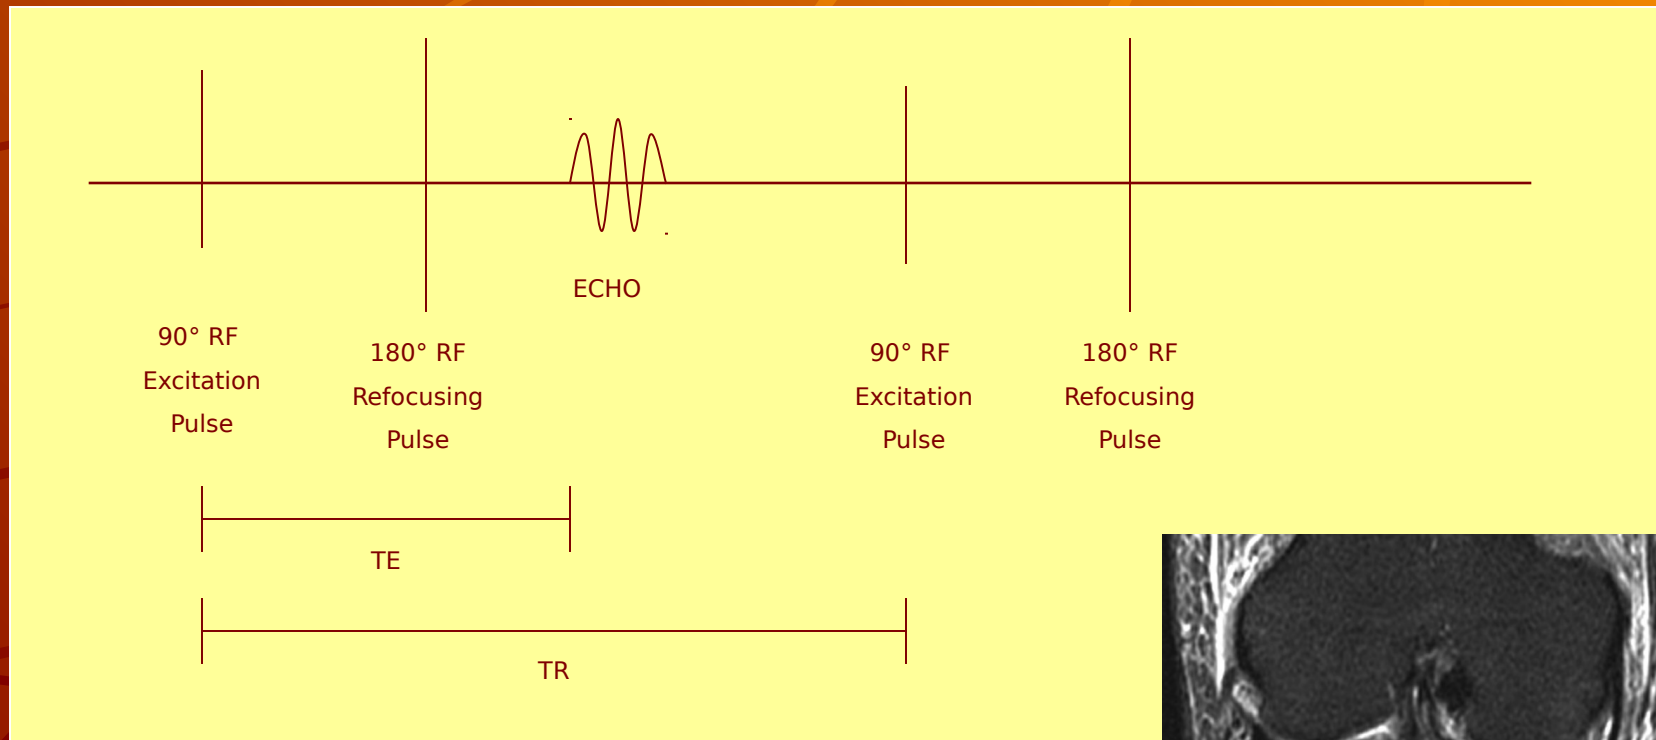 ECHO
90° RF
Excitation
Pulse
180° RF
Refocusing
Pulse
90° RF
Excitation
Pulse
180° RF
Refocusing
Pulse
TE
TR